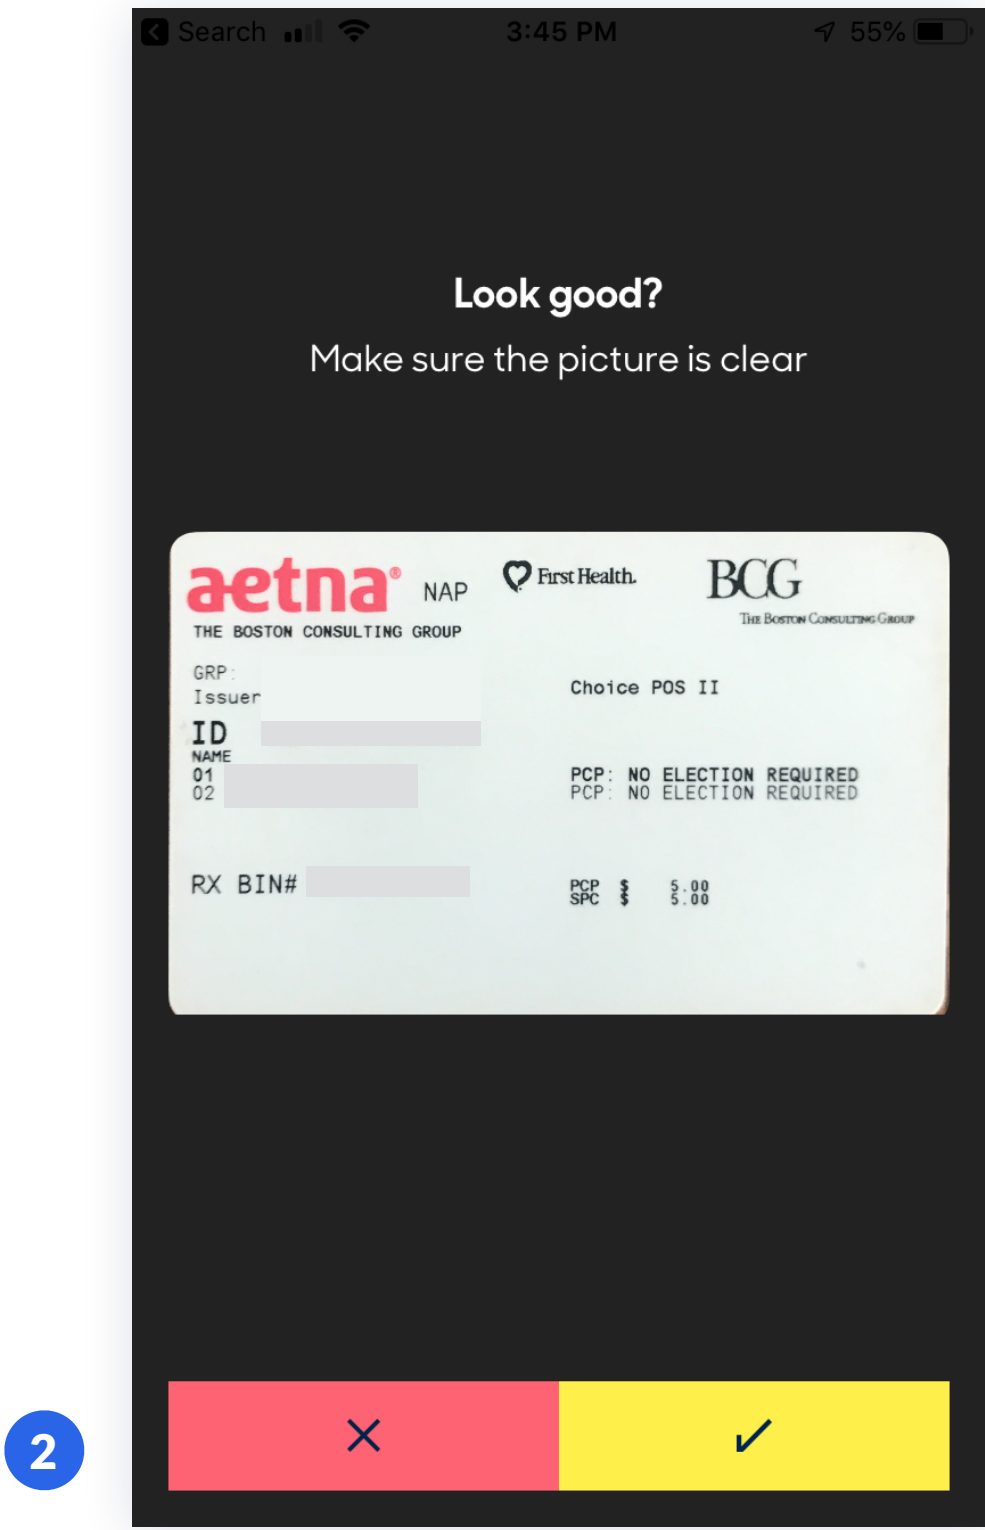 Search 3:45 PM 55%
Look good?
Make sure the picture is clear
aetna® NAP First Health. BCG
THE BOSTON CONSULTING GROUP
THE BOSTON CONSULTING GROUP
GRP:
Issuer
Choice POS II
ID
NAME
01 PCP: NO ELECTION REQUIRED
02 PCP: NO ELECTION REQUIRED
RX BIN#
PCP $ 5.00
SPC $ 5.00
2